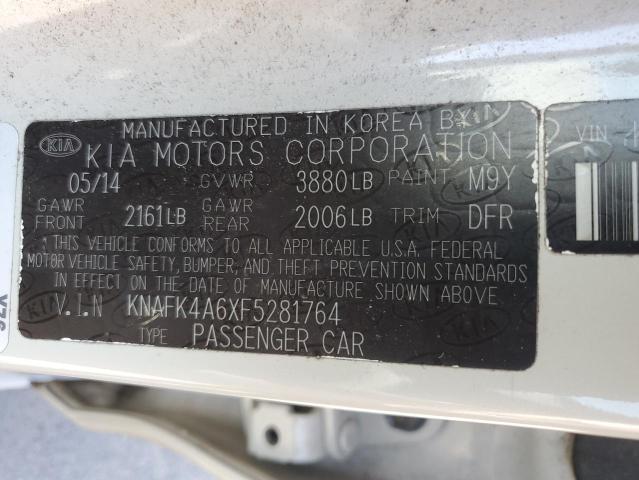 MANUFACTURED IN KOREA BY
KIA KIA MOTORS CORPORATION
05/14 GVWR 3880LB PAINT M9Y
GAWR FRONT 2161LB GAWR REAR 2006LB TRIM DFR
THIS VEHICLE CONFORMS TO ALL APPLICABLE U.S.A. FEDERAL
MOTOR VEHICLE SAFETY, BUMPER, AND THEFT PREVENTION STANDARDS
IN EFFECT ON THE DATE OF MANUFACTURE SHOWN ABOVE
V.I.N KNAFK4A6XF5281764
TYPE PASSENGER CAR
VIN